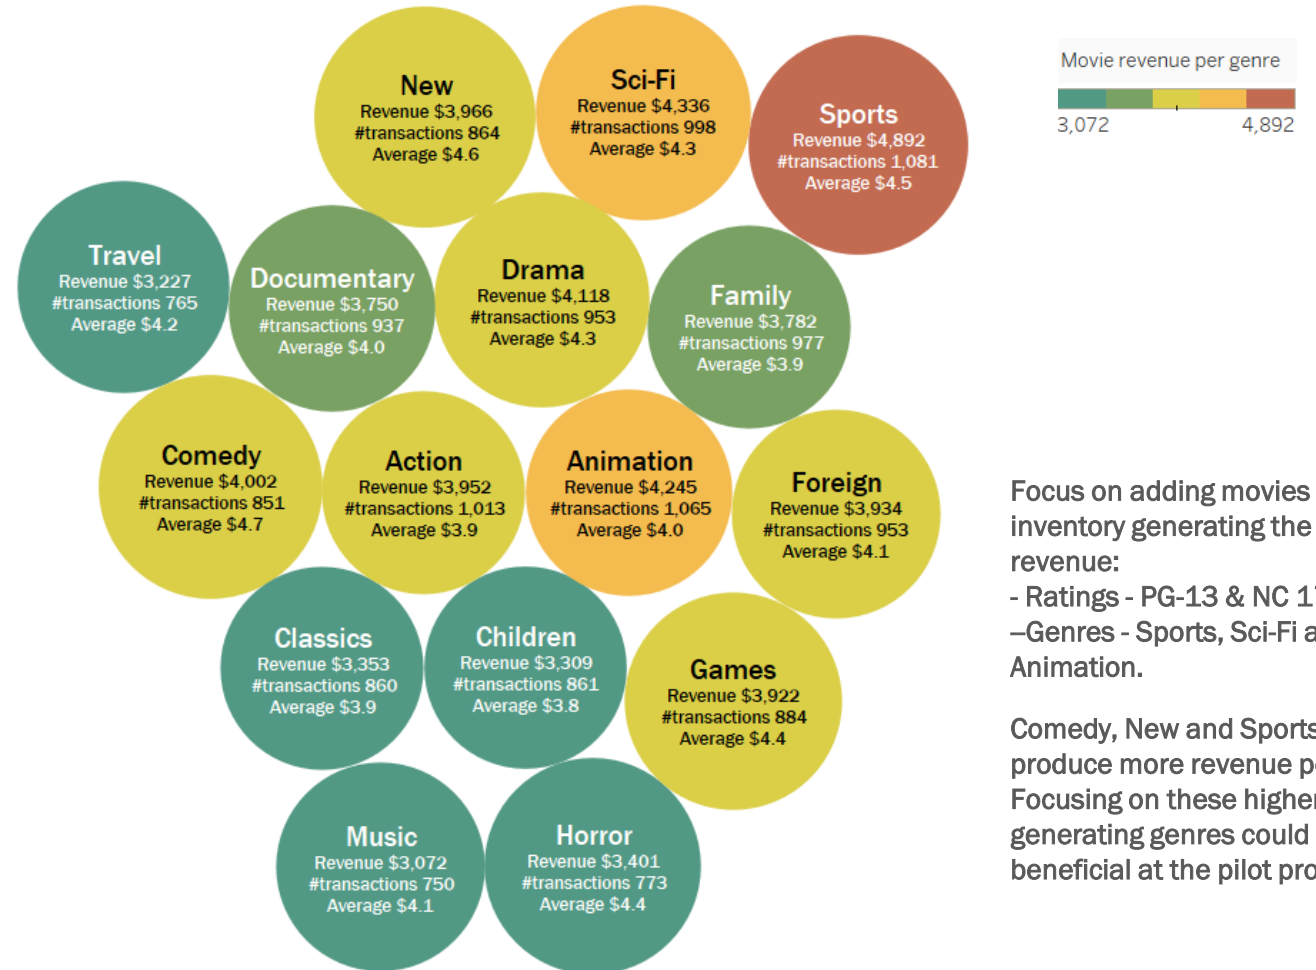 New
Revenue $3,966
#transactions 864
Average $4.6
Sci-Fi
Revenue $4,336
#transactions 998
Average $4.3
Sports
Revenue $4,892
#transactions 1,081
Average $4.5
Movie revenue per genre
3,072
4,892
Travel
Revenue $3,227
#transactions 765
Average $4.2
Documentary
Revenue $3,750
#transactions 937
Average $4.0
Drama
Revenue $4,118
#transactions 953
Average $4.3
Family
Revenue $3,782
#transactions 977
Average $3.9
Comedy
Revenue $4,002
#transactions 851
Average $4.7
Action
Revenue $3,952
#transactions 1,013
Average $3.9
Animation
Revenue $4,245
#transactions 1,065
Average $4.0
Foreign
Revenue $3,934
#transactions 953
Average $4.1
Classics
Revenue $3,353
#transactions 860
Average $3.9
Children
Revenue $3,309
#transactions 861
Average $3.8
Games
Revenue $3,922
#transactions 884
Average $4.4
Music
Revenue $3,072
#transactions 750
Average $4.1
Horror
Revenue $3,401
#transactions 773
Average $4.4
Focus on adding movies
inventory generating the
revenue:
- Ratings - PG-13 & NC
–Genres - Sports, Sci-Fi
Animation.
Comedy, New and Sports
produce more revenue
Focusing on these
generating genres could
beneficial at the pilot